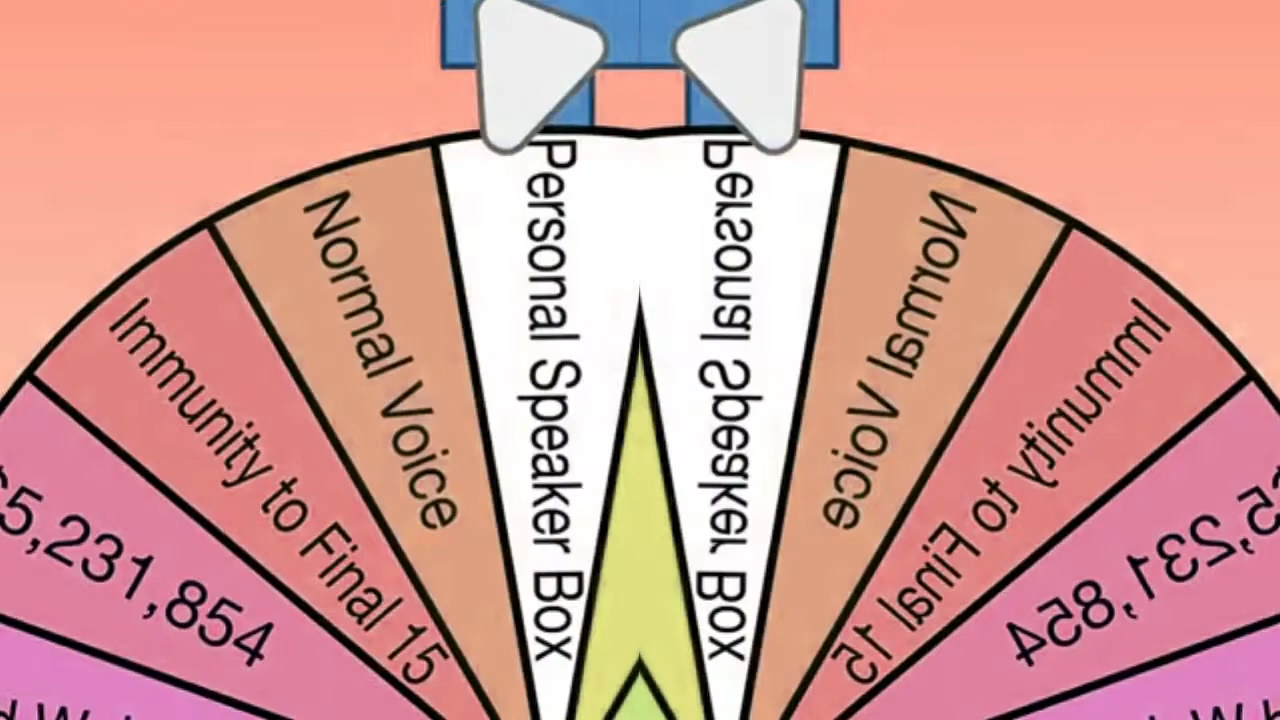 5,231,854
Immunity to Final 15
Normal Voice
Personal Speaker Box
Personal Speaker Box
Normal Voice
Immunity to Final 15
5,231,854